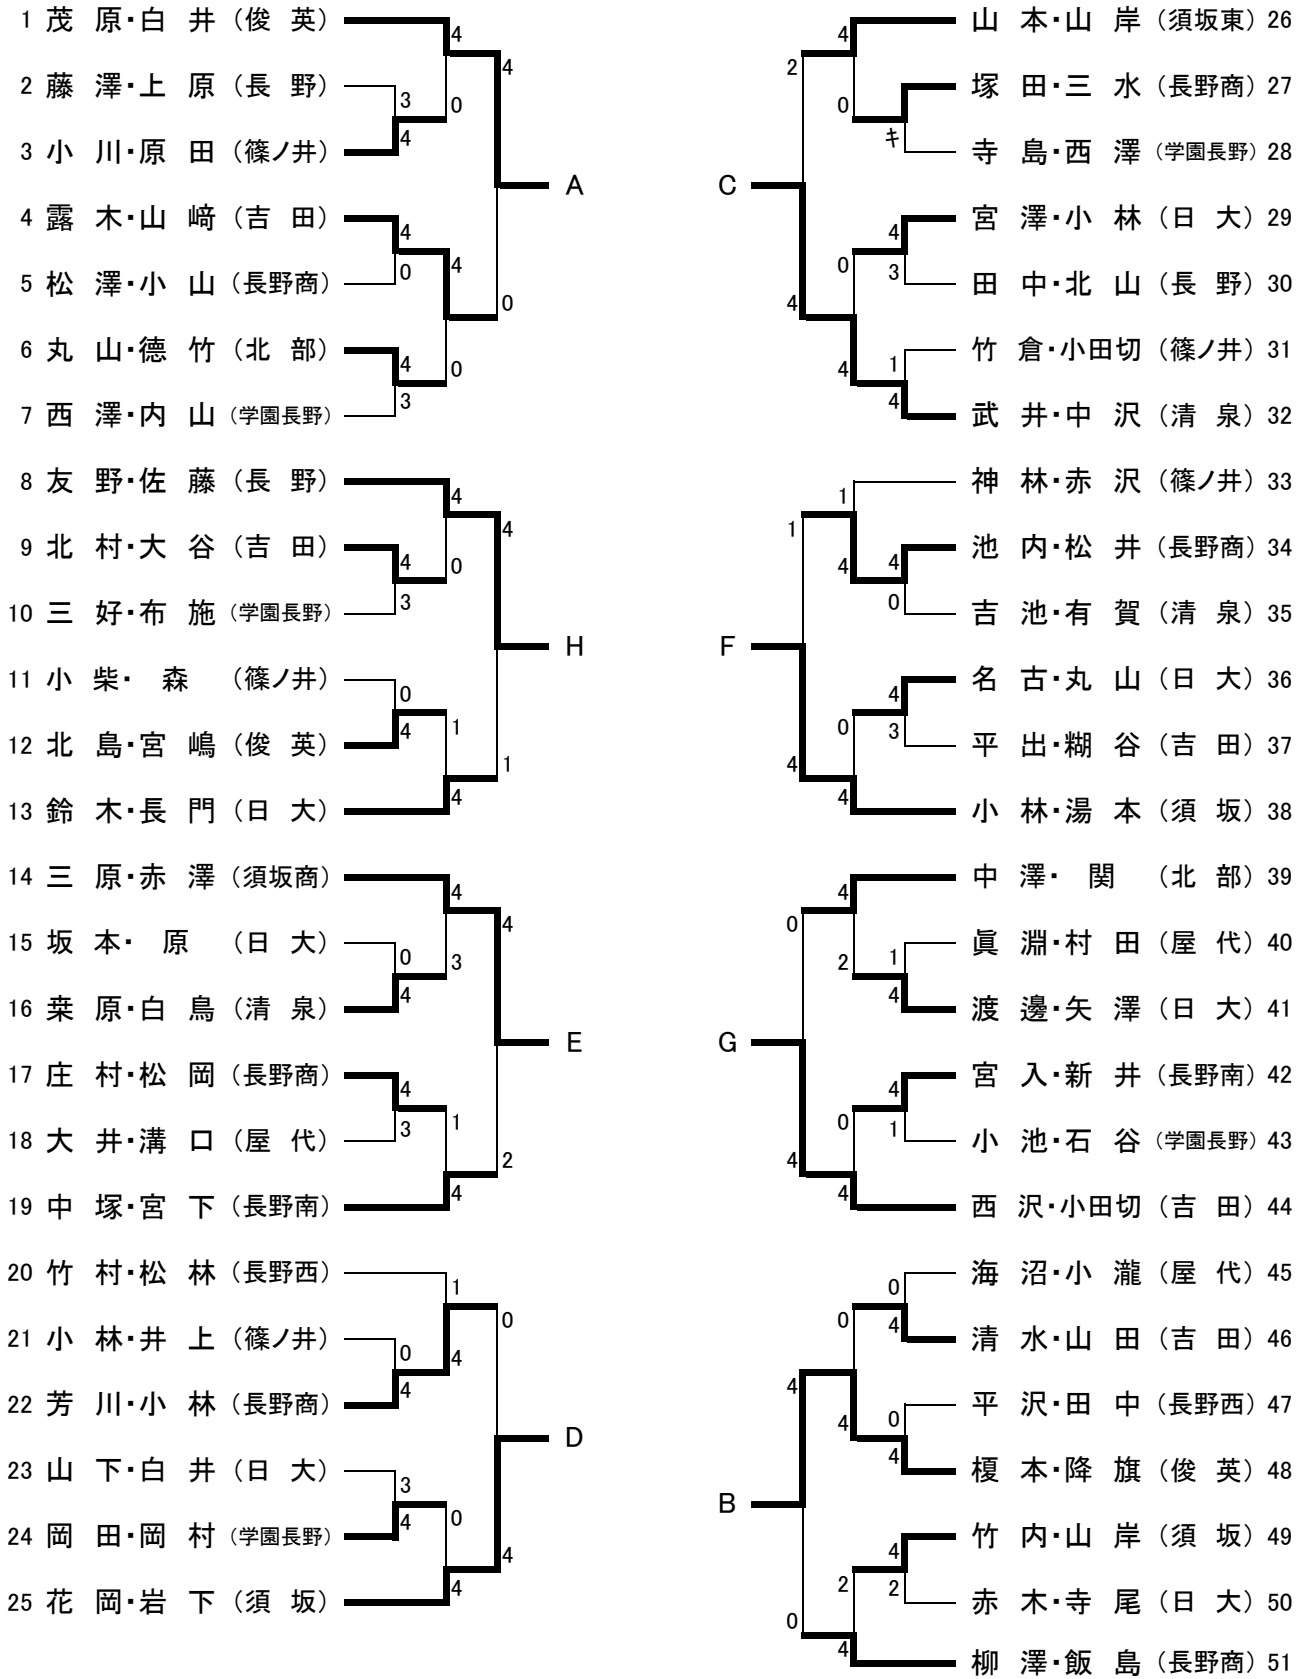 1 茂 原・白 井 (俊 英)
4
4
2 藤 澤・上 原 (長 野)
3
0
4
3 小 川・原 田 (篠ノ井)
A
4 露 木・山 﨑 (吉 田)
4
0
4
5 松 澤・小 山 (長野商)
0
6 丸 山・德 竹 (北 部)
4
0
3
7 西 澤・内 山 (学園長野)
8 友 野・佐 藤 (長 野)
4
4
9 北 村・大 谷 (吉 田)
4
0
3
10 三 好・布 施 (学園長野)
H
11 小 柴・ 森 (篠ノ井)
0
4
1
12 北 島・宮 嶋 (俊 英)
1
4
13 鈴 木・長 門 (日 大)
14 三 原・赤 澤 (須坂商)
4
4
15 坂 本・ 原 (日 大)
0
3
4
16 桒 原・白 鳥 (清 泉)
E
17 庄 村・松 岡 (長野商)
4
3
1
18 大 井・溝 口 (屋 代)
2
4
19 中 塚・宮 下 (長野南)
20 竹 村・松 林 (長野西)
1
0
21 小 林・井 上 (篠ノ井)
0
4
4
22 芳 川・小 林 (長野商)
D
23 山 下・白 井 (日 大)
3
4
0
24 岡 田・岡 村 (学園長野)
4
4
25 花 岡・岩 下 (須 坂)
山 本・山 岸 (須坂東) 26
4
2
塚 田・三 水 (長野商) 27
0
キ
寺 島・西 澤 (学園長野) 28
C
宮 澤・小 林 (日 大) 29
4
0
3
田 中・北 山 (長 野) 30
4
竹 倉・小田切 (篠ノ井) 31
1
4
4
武 井・中 沢 (清 泉) 32
神 林・赤 沢 (篠ノ井) 33
1
1
池 内・松 井 (長野商) 34
4
4
0
吉 池・有 賀 (清 泉) 35
F
名 古・丸 山 (日 大) 36
4
0
3
平 出・糊 谷 (吉 田) 37
4
4
小 林・湯 本 (須 坂) 38
中 澤・ 関 (北 部) 39
4
0
眞 淵・村 田 (屋 代) 40
1
2
4
渡 邊・矢 澤 (日 大) 41
G
宮 入・新 井 (長野南) 42
4
0
1
小 池・石 谷 (学園長野) 43
4
4
西 沢・小田切 (吉 田) 44
海 沼・小 瀧 (屋 代) 45
0
0
4
清 水・山 田 (吉 田) 46
4
平 沢・田 中 (長野西) 47
0
4
4
榎 本・降 旗 (俊 英) 48
B
竹 内・山 岸 (須 坂) 49
4
2
2
赤 木・寺 尾 (日 大) 50
0
4
柳 澤・飯 島 (長野商) 51